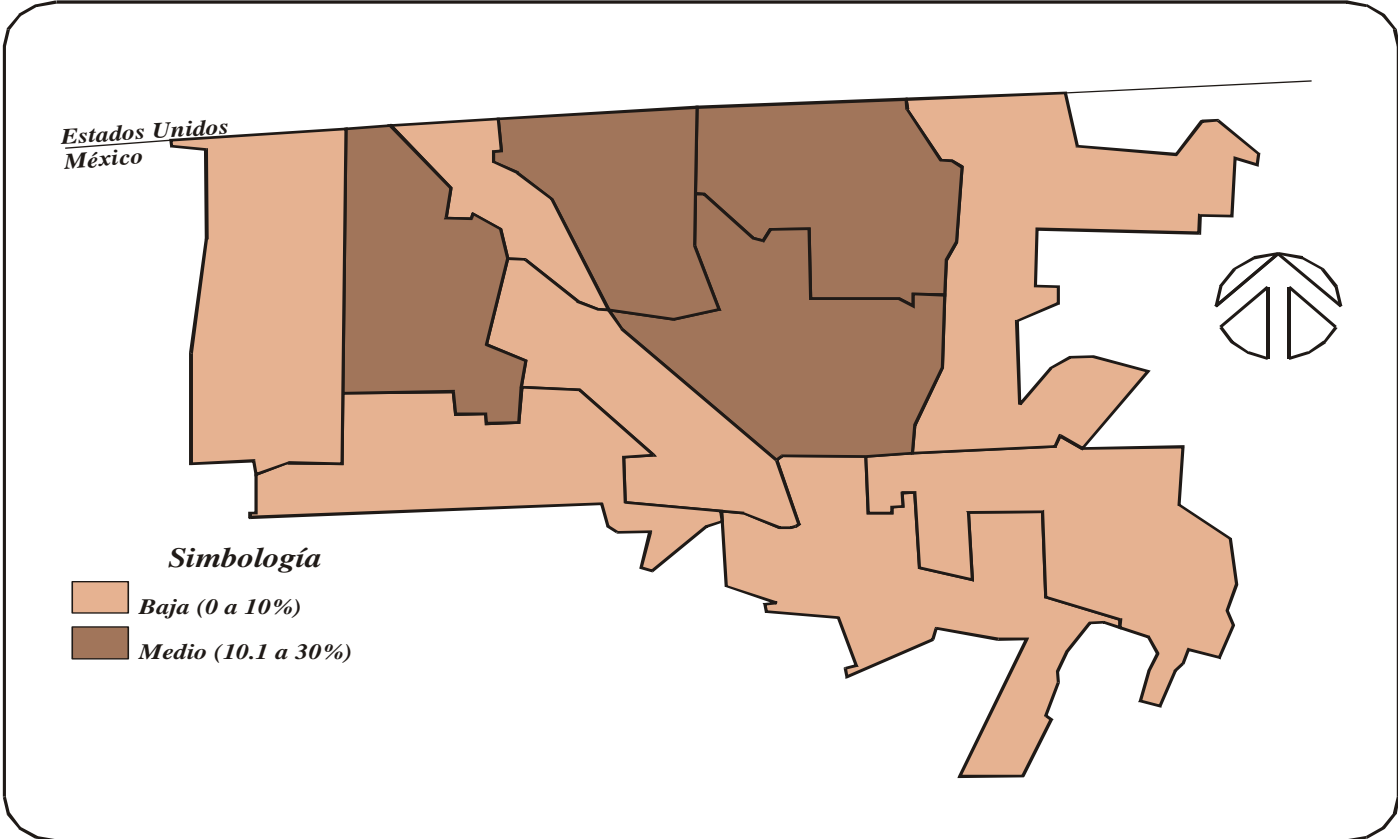 Estados Unidos
México
Simbología
Baja (0 a 10%)
Medio (10.1 a 30%)